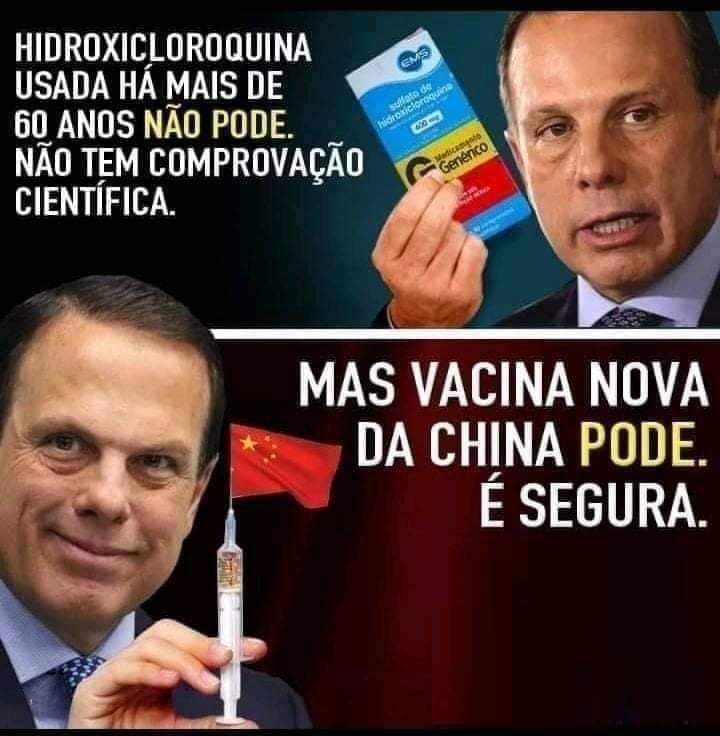 HIDROXICLOROQUINA
USADA HÁ MAIS DE
60 ANOS NÃO PODE.
NÃO TEM COMPROVAÇÃO
CIENTÍFICA.
EMS
sulfato de
hidroxicloroquina
400 mg
G Medicamento
Genérico
MAS VACINA NOVA
DA CHINA PODE.
É SEGURA.